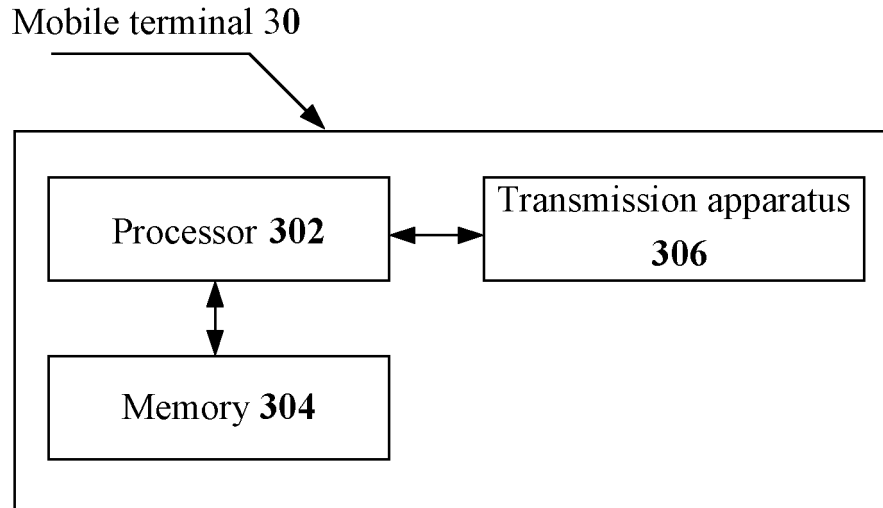 Mobile terminal 30
Processor 302
Transmission apparatus
306
Memory 304